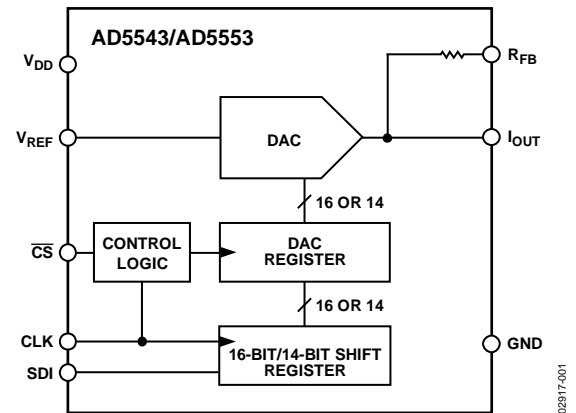 AD5543/AD5553
V_DD
R_FB
V_REF
DAC
I_OUT
16 OR 14
C̅S̅
CONTROL
LOGIC
DAC
REGISTER
16 OR 14
CLK
16-BIT/14-BIT SHIFT
REGISTER
GND
SDI
02917-001